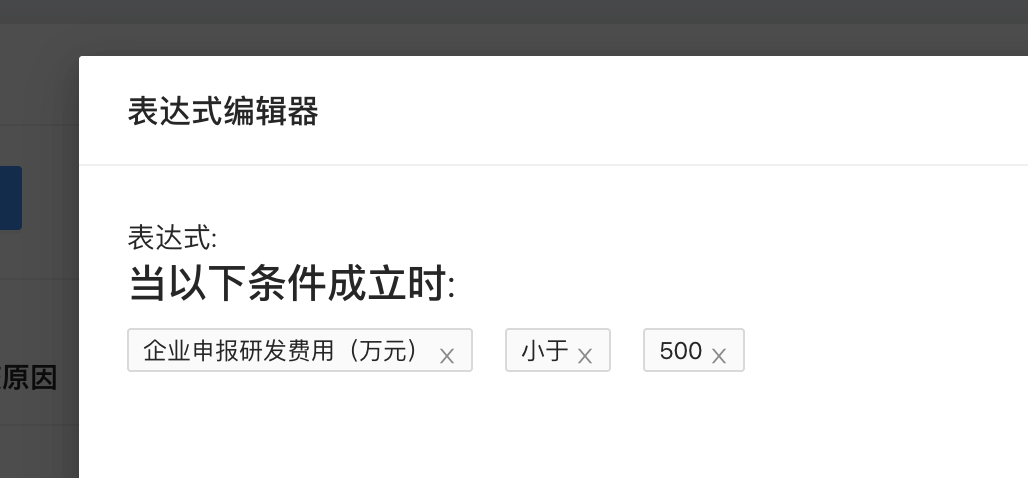 表达式编辑器
表达式:
当以下条件成立时:
企业申报研发费用（万元） x 小于 x 500 x
原因